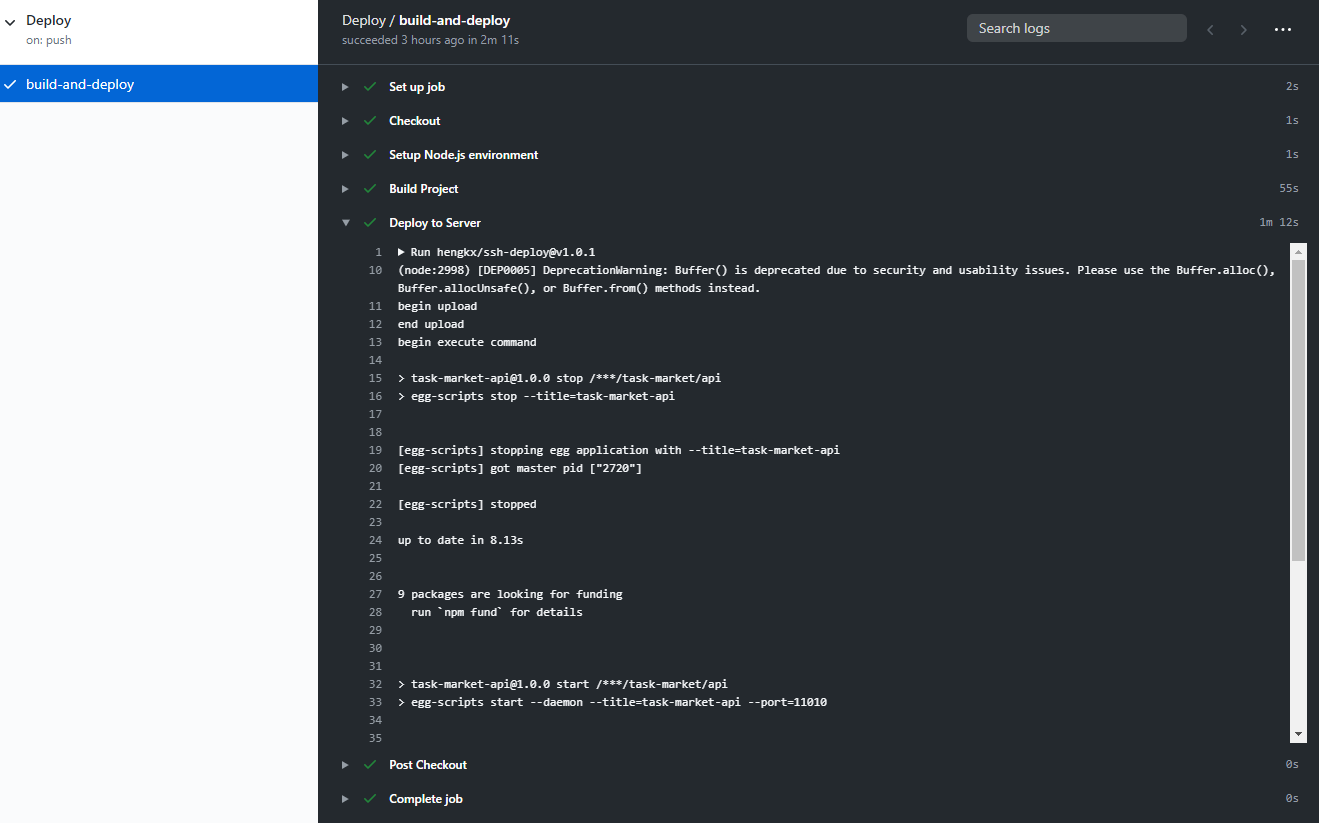 Deploy
on: push
build-and-deploy
Deploy / build-and-deploy
succeeded 3 hours ago in 2m 11s
Search logs
Set up job 2s
Checkout 1s
Setup Node.js environment 1s
Build Project 55s
Deploy to Server 1m 12s
1 Run hengkx/ssh-deploy@v1.0.1
10 (node:2998) [DEP0005] DeprecationWarning: Buffer() is deprecated due to security and usability issues. Please use the Buffer.alloc(),
Buffer.allocUnsafe(), or Buffer.from() methods instead.
11 begin upload
12 end upload
13 begin execute command
14
15 > task-market-api@1.0.0 stop /***/task-market/api
16 > egg-scripts stop --title=task-market-api
17
18
19 [egg-scripts] stopping egg application with --title=task-market-api
20 [egg-scripts] got master pid ["2720"]
21
22 [egg-scripts] stopped
23
24 up to date in 8.13s
25
26
27 9 packages are looking for funding
28 run `npm fund` for details
29
30
31
32 > task-market-api@1.0.0 start /***/task-market/api
33 > egg-scripts start --daemon --title=task-market-api --port=11010
34
35
Post Checkout 0s
Complete job 0s